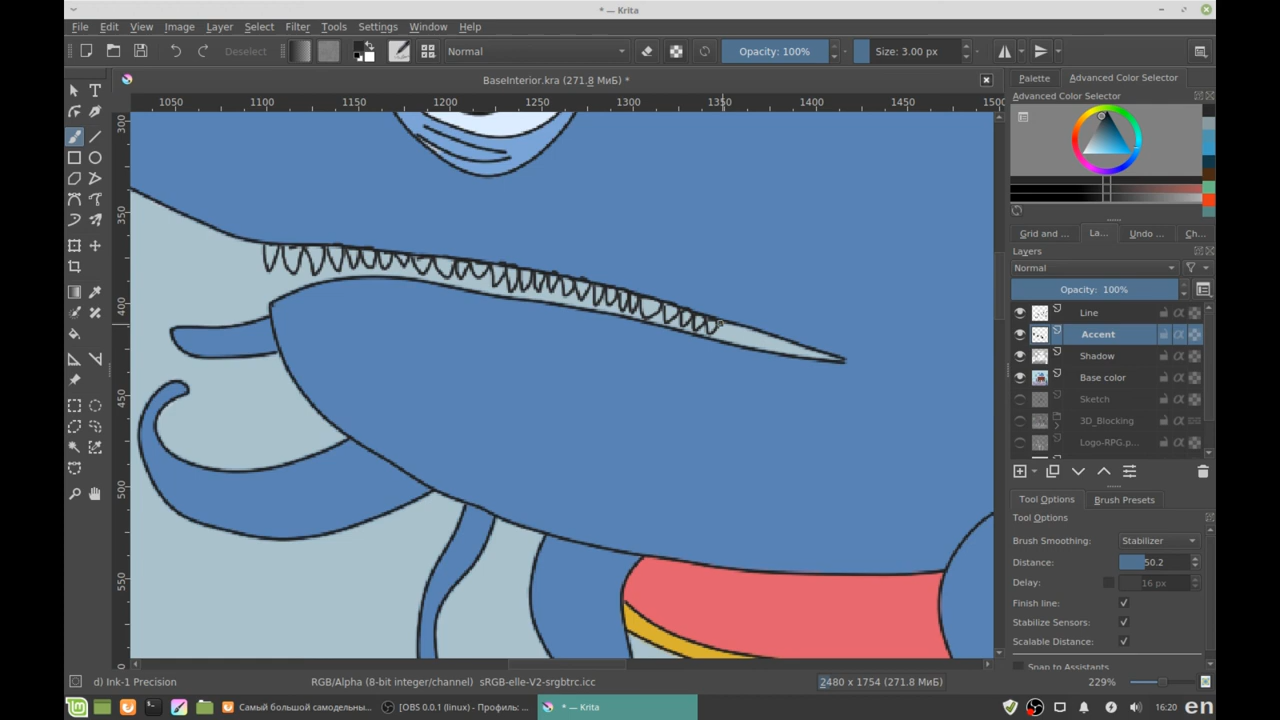 * — Krita
File Edit View Image Layer Select Filter Tools Settings Window Help
Deselect Normal Opacity: 100% Size: 3.00 px
BaseInterior.kra (271.8 МиБ) *
1050 1100 1150 1200 1250 1300 1350 1400 1450 1500
300
350
400
450
500
550
Palette Advanced Color Selector
Advanced Color Selector
Grid and ... La... Undo ... Ch...
Layers
Normal
Opacity: 100%
Line
Accent
Shadow
Base color
Sketch
3D_Blocking
Logo-RPG.p...
Tool Options Brush Presets
Tool Options
Brush Smoothing: Stabilizer
Distance: 50.2
Delay: 16 px
Finish line:
Stabilize Sensors:
Scalable Distance:
Snap to Assistants
d) Ink-1 Precision RGB/Alpha (8-bit integer/channel) sRGB-elle-V2-srgbtrc.icc 2480 x 1754 (271.8 МиБ) 229%
Самый большой самодельны... [OBS 0.0.1 (linux) - Профиль: ... * — Krita 16:20 en